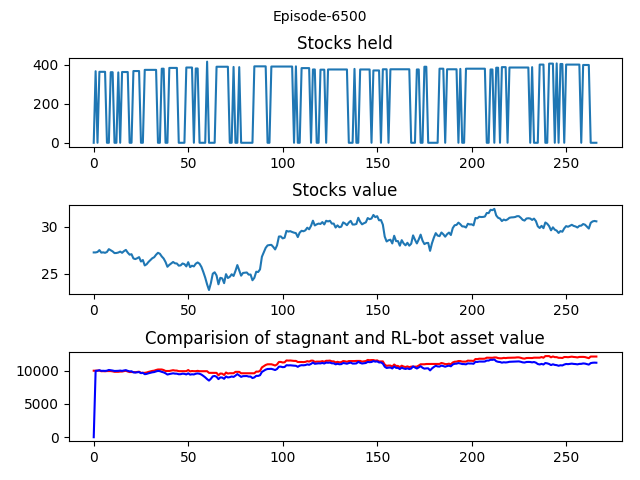 Episode-6500
Stocks held
400
200
0
0 50 100 150 200 250
Stocks value
30
25
0 50 100 150 200 250
Comparision of stagnant and RL-bot asset value
10000
5000
0
0 50 100 150 200 250